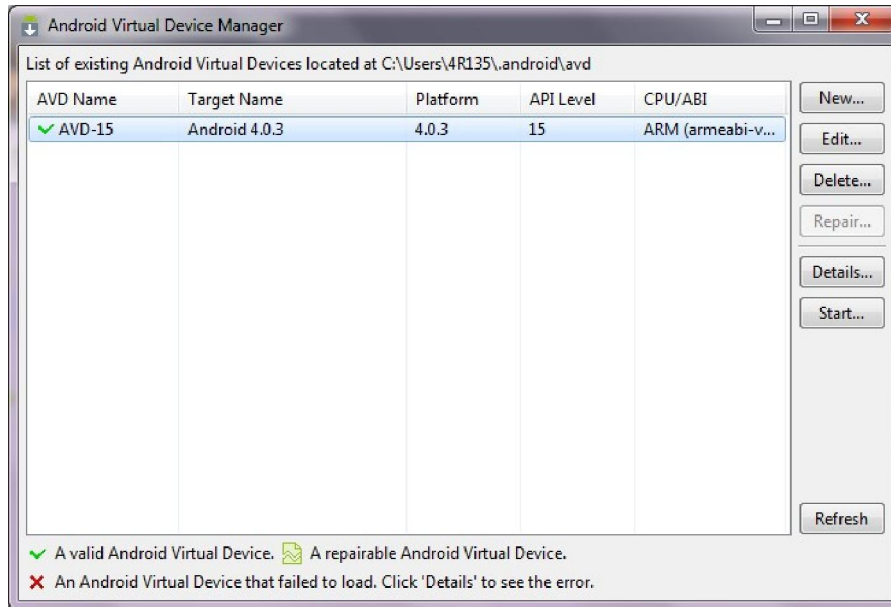 Android Virtual Device Manager
List of existing Android Virtual Devices located at C:\Users\4R135\.android\avd
AVD Name Target Name Platform API Level CPU/ABI
AVD-15 Android 4.0.3 4.0.3 15 ARM (armeabi-v...
New...
Edit...
Delete...
Repair...
Details...
Start...
Refresh
A valid Android Virtual Device. A repairable Android Virtual Device.
An Android Virtual Device that failed to load. Click 'Details' to see the error.